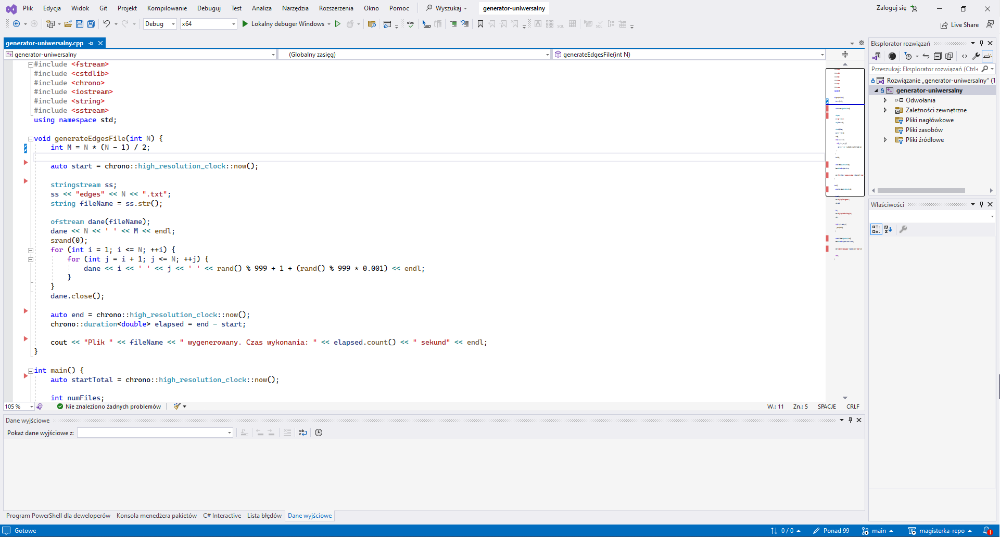 Plik Edycja Widok Git Projekt Kompilowanie Debuguj Test Analiza Narzędzia Rozszerzenia Okno Pomoc Wyszukaj generator-uniwersalny Zaloguj się
Debug x64 Lokalny debuger Windows Live Share
generator-uniwersalny.cpp
generator-uniwersalny (Globalny zasięg) generateEdgesFile(int N)
#include <fstream>
#include <cstdlib>
#include <chrono>
#include <iostream>
#include <string>
#include <sstream>
using namespace std;
void generateEdgesFile(int N) {
int M = N * (N - 1) / 2;
auto start = chrono::high_resolution_clock::now();
stringstream ss;
ss << "edges" << N << ".txt";
string fileName = ss.str();
ofstream dane(fileName);
dane << N << ' ' << M << endl;
srand(0);
for (int i = 1; i <= N; ++i) {
for (int j = i + 1; j <= N; ++j) {
dane << i << ' ' << j << ' ' << rand() % 999 + 1 + (rand() % 999 * 0.001) << endl;
}
}
dane.close();
auto end = chrono::high_resolution_clock::now();
chrono::duration<double> elapsed = end - start;
cout << "Plik " << fileName << " wygenerowany. Czas wykonania: " << elapsed.count() << " sekund" << endl;
}
int main() {
auto startTotal = chrono::high_resolution_clock::now();
int numFiles;
105 % Nie znaleziono żadnych problemów W.: 11 Zn.: 5 SPACJE CRLF
Dane wyjściowe
Pokaż dane wyjściowe z:
Program PowerShell dla deweloperów Konsola menedżera pakietów C# Interactive Lista błędów Dane wyjściowe
Eksplorator rozwiązań
Przeszukaj: Eksplorator rozwiązań (Ctrl+
Rozwiązanie „generator-uniwersalny" (1
generator-uniwersalny
Odwołania
Zależności zewnętrzne
Pliki nagłówkowe
Pliki zasobów
Pliki źródłowe
Właściwości
Gotowe 0 / 0 Ponad 99 main magisterka-repo 1